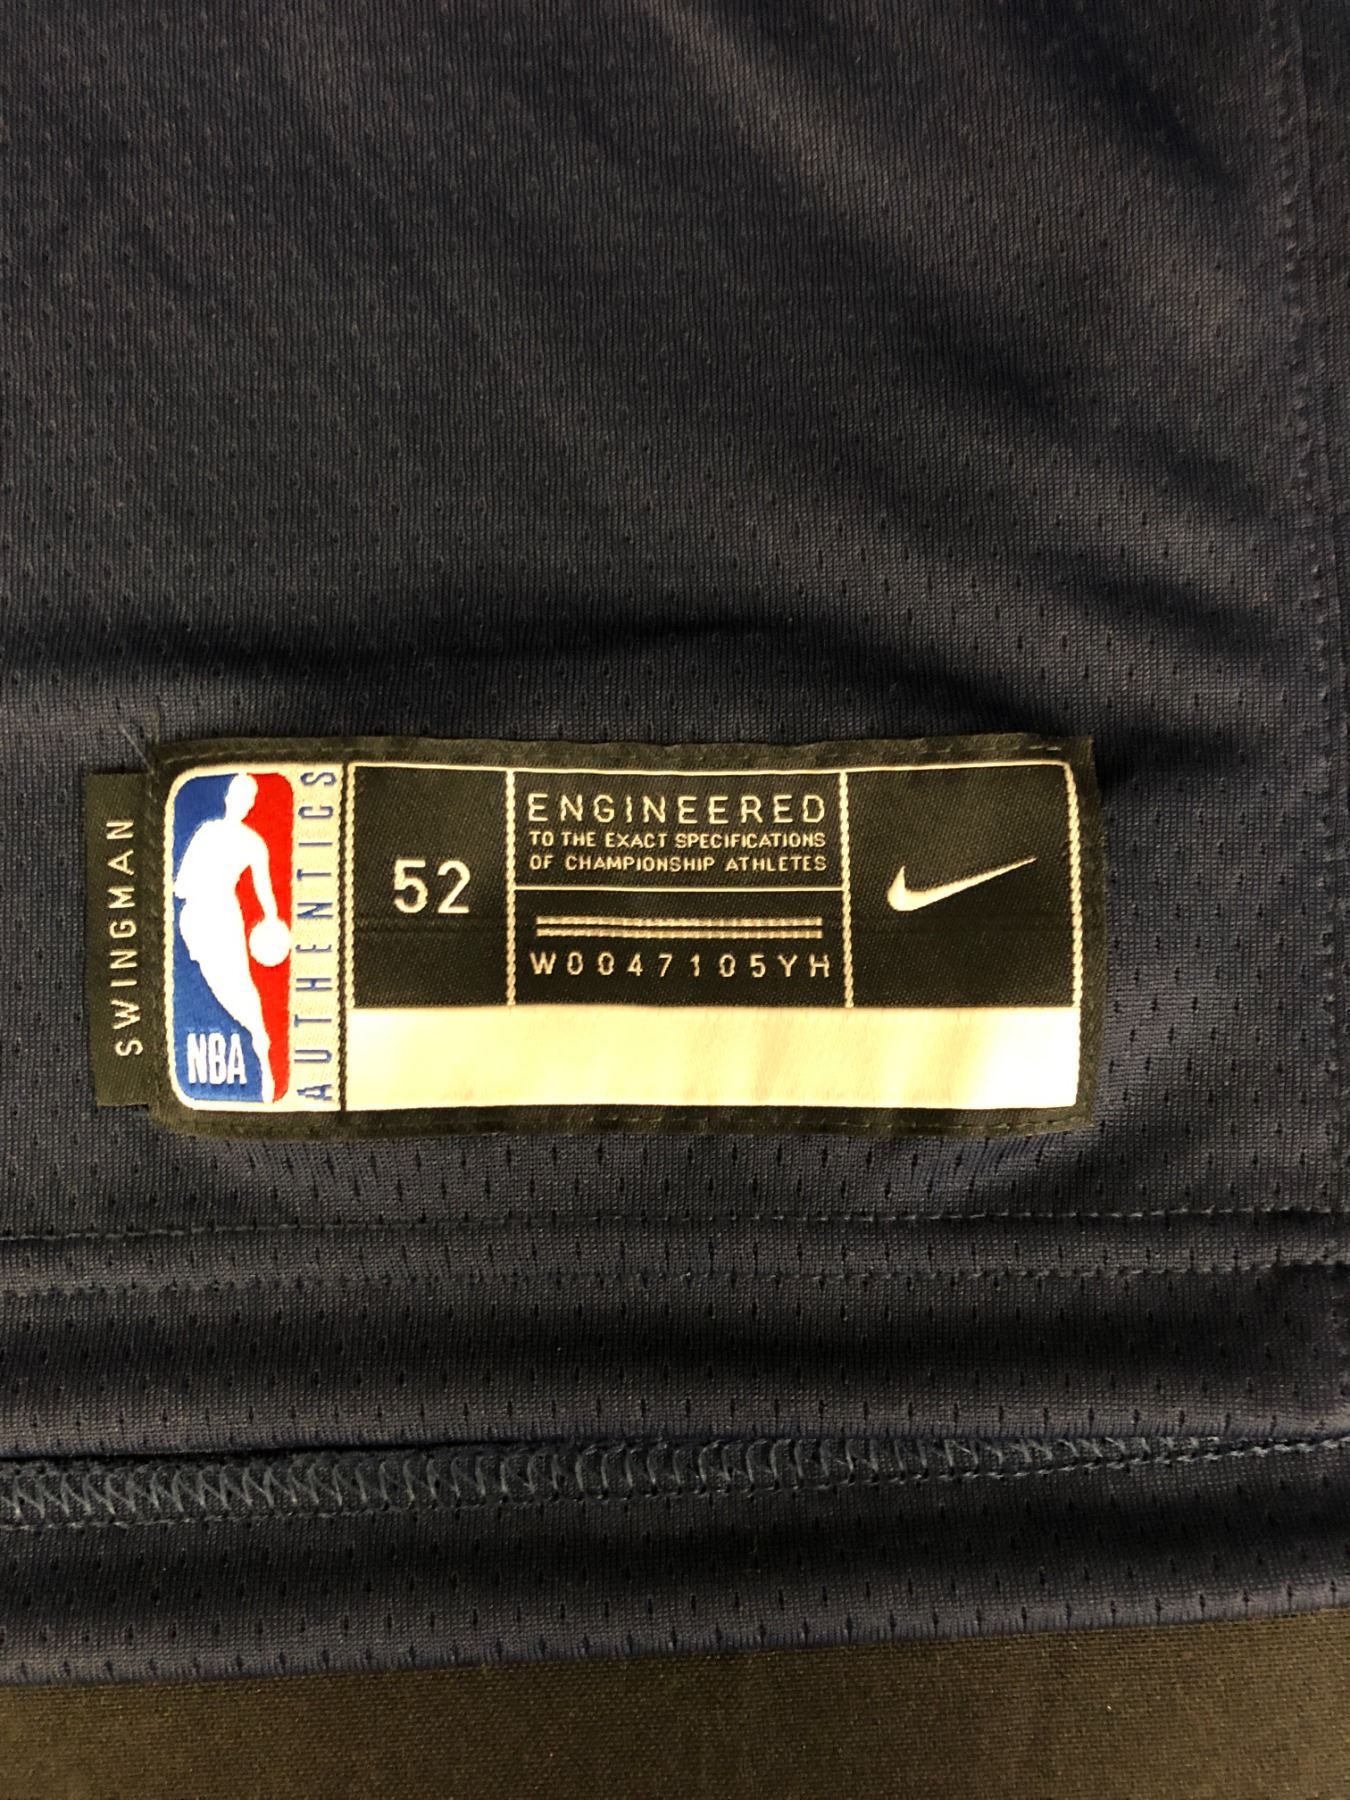 SWINGMAN
NBA
AUTHENTICS
52
ENGINEERED
TO THE EXACT SPECIFICATIONS
OF CHAMPIONSHIP ATHLETES
W0047105YH